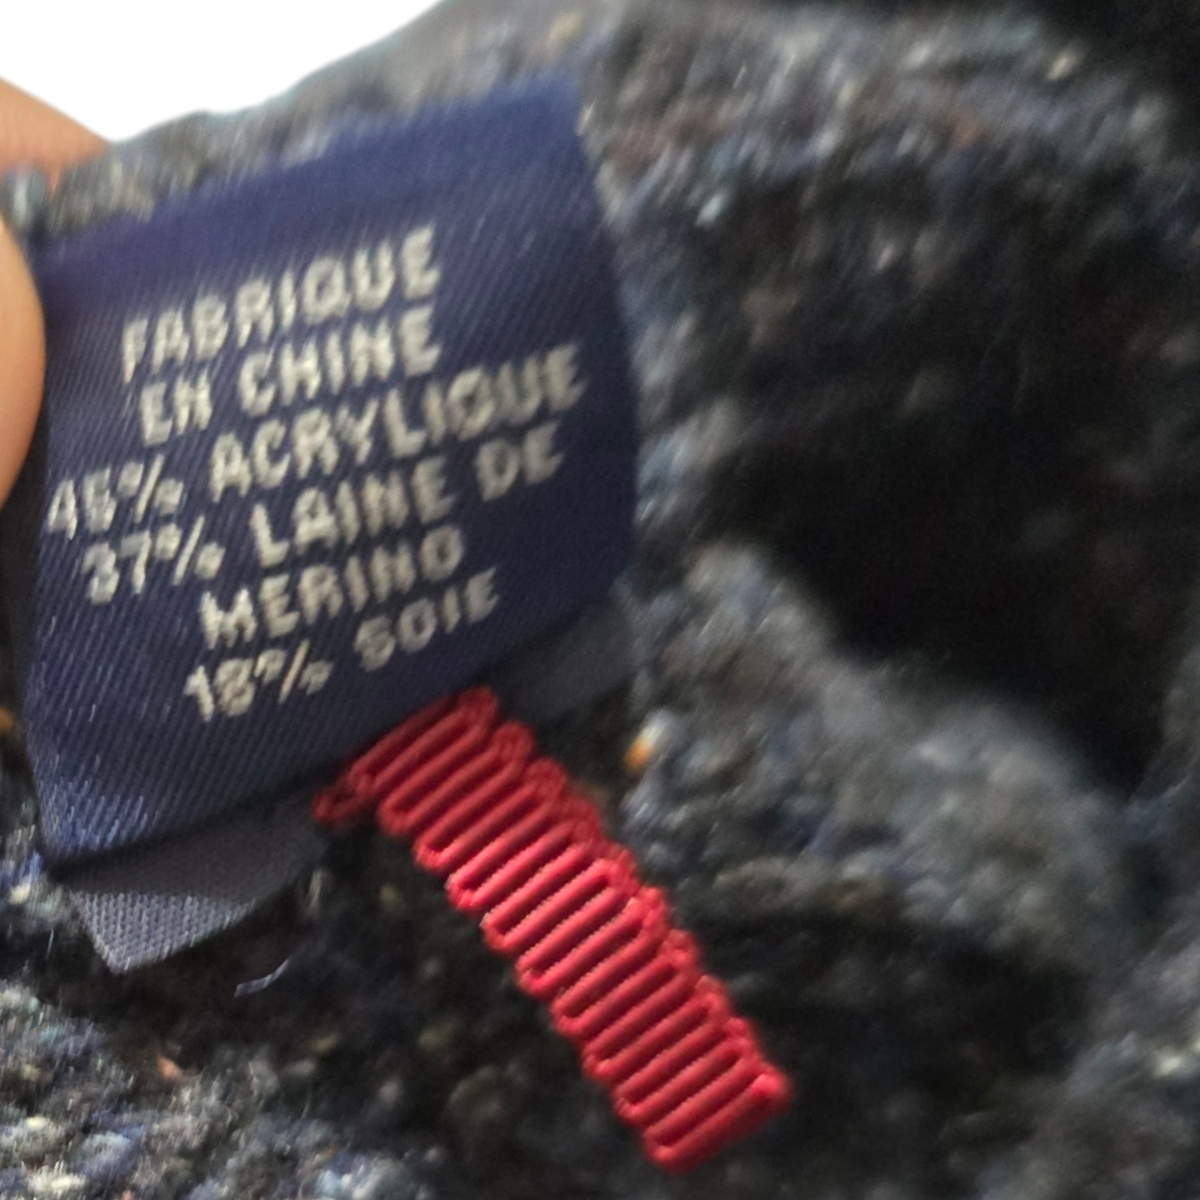 FABRIQUE
EN CHINE
45% ACRYLIQUE
37% LAINE DE
MERINO
18% SOIE